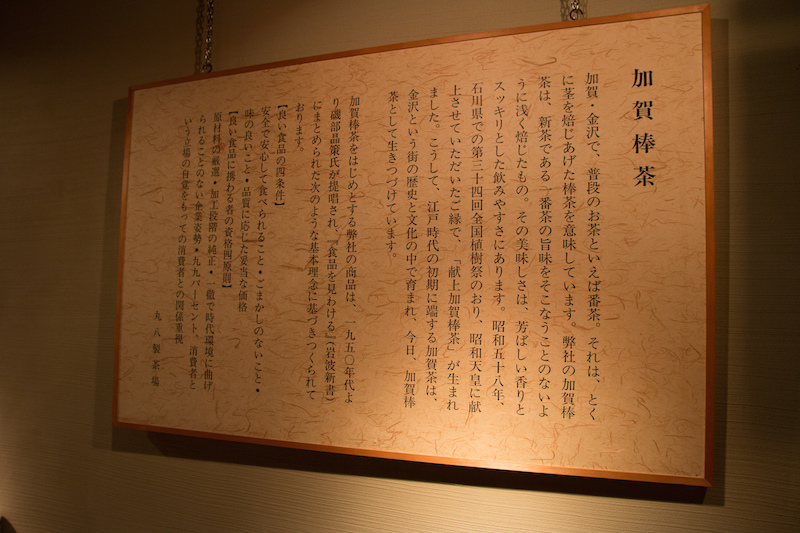 加賀棒茶
加賀・金沢で、普段のお茶といえば番茶。それは、とく
に茎を焙じあげた棒茶を意味しています。弊社の加賀棒
茶は、新茶である一番茶の旨味をそこなうことのないよ
うに浅く焙じたもの。その美味しさは、芳ばしい香りと
スッキリとした飲みやすさにあります。昭和五十八年、
石川県での第三十四回全国植樹祭のおり、昭和天皇に献
上させていただいたご縁で、「献上加賀棒茶」が生まれ
ました。こうして、江戸時代の初期に端する加賀茶は、
金沢という街の歴史と文化の中で育まれ、今日、加賀棒
茶として生きつづけています。
加賀棒茶をはじめとする弊社の商品は、一九五〇年代よ
り磯部晶策氏が提唱され、『食品を見わける』(岩波新書)
にまとめられた次のような基本理念に基づきつくられて
おります。
【良い食品の四条件】
安全で安心して食べられること・ごまかしのないこと・
味の良いこと・品質に応じた妥当な価格
【良い食品に携わる者の資格四原則】
原材料の厳選・加工段階の純正・一徹で時代環境に曲げ
られることのない企業姿勢・九九パーセント、消費者と
いう立場の自覚をもっての消費者との関係重視
丸八製茶場